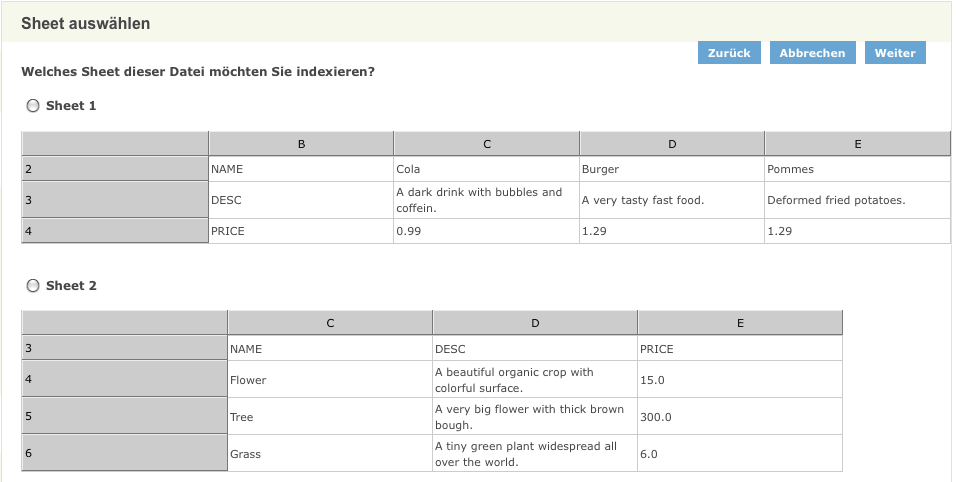 Sheet auswählen
Zurück Abbrechen Weiter
Welches Sheet dieser Datei möchten Sie indexieren?
Sheet 1
B C D E
2 NAME Cola Burger Pommes
3 DESC A dark drink with bubbles and coffein. A very tasty fast food. Deformed fried potatoes.
4 PRICE 0.99 1.29 1.29
Sheet 2
C D E
3 NAME DESC PRICE
4 Flower A beautiful organic crop with colorful surface. 15.0
5 Tree A very big flower with thick brown bough. 300.0
6 Grass A tiny green plant widespread all over the world. 6.0